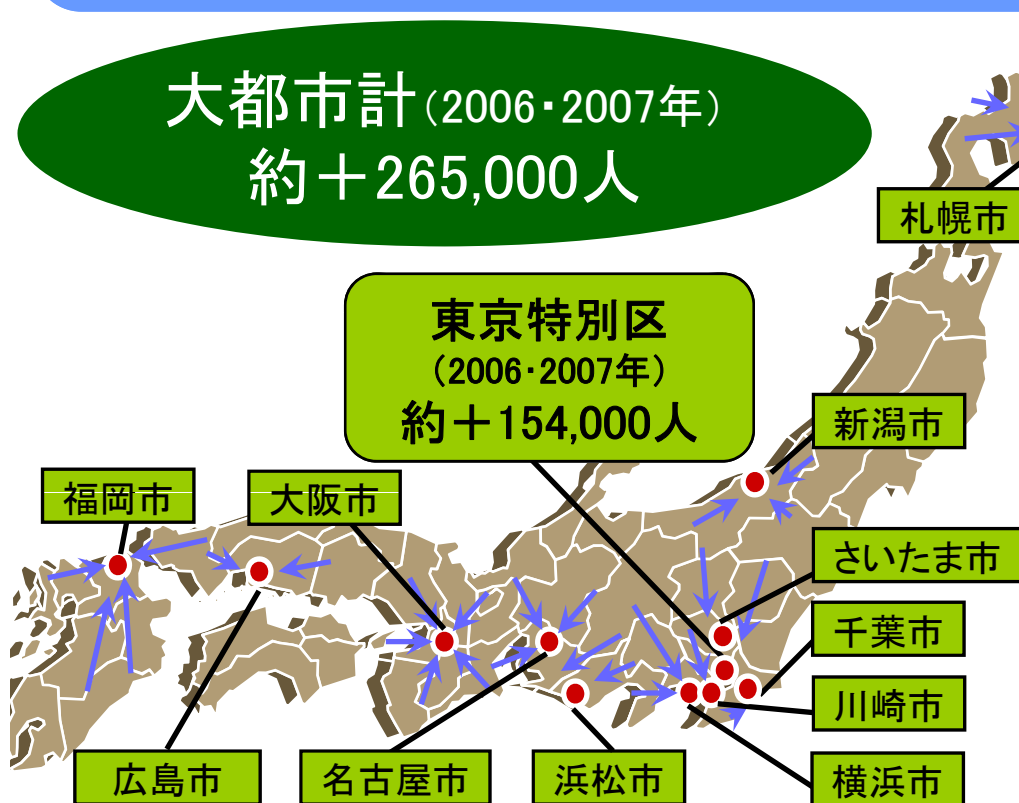 大都市計(2006・2007年)
約＋265,000人
札幌市
東京特別区
(2006・2007年)
約＋154,000人
新潟市
福岡市
大阪市
さいたま市
千葉市
川崎市
広島市
名古屋市
浜松市
横浜市